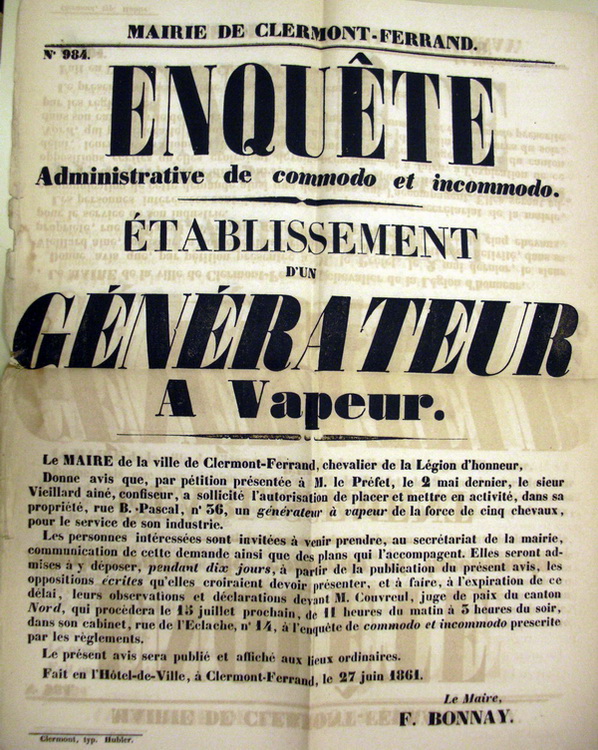 MAIRIE DE CLERMONT-FERRAND.
N° 984.
ENQUÊTE
Administrative de commodo et incommodo.
ÉTABLISSEMENT
D'UN
GÉNÉRATEUR
A Vapeur.
Le MAIRE de la ville de Clermont-Ferrand, chevalier de la Légion d'honneur,
Donne avis que, par pétition présentée à M. le Préfet, le 2 mai dernier, le sieur
Vieillard ainé, confiseur, a sollicité l'autorisation de placer et mettre en activité, dans sa
propriété, rue B.-Pascal, n° 36, un générateur à vapeur de la force de cinq chevaux,
pour le service de son industrie.
Les personnes intéressées sont invitées à venir prendre, au secrétariat de la mairie,
communication de cette demande ainsi que des plans qui l'accompagent. Elles seront ad-
mises à y déposer, pendant dix jours, à partir de la publication du présent avis, les
oppositions écrites qu'elles croiraient devoir présenter, et à faire, à l'expiration de ce
délai, leurs observations et déclarations devant M. Couvreul, juge de paix du canton
Nord, qui procédera le 15 juillet prochain, de 11 heures du matin à 3 heures du soir,
dans son cabinet, rue de l'Eclache, n° 14, à l'enquête de commodo et incommodo prescrite
par les règlements.
Le présent avis sera publié et affiché aux lieux ordinaires.
Fait en l'Hôtel-de-Ville, à Clermont-Ferrand, le 27 juin 1861.
Le Maire,
F. BONNAY.
Clermont, typ. Hubler.